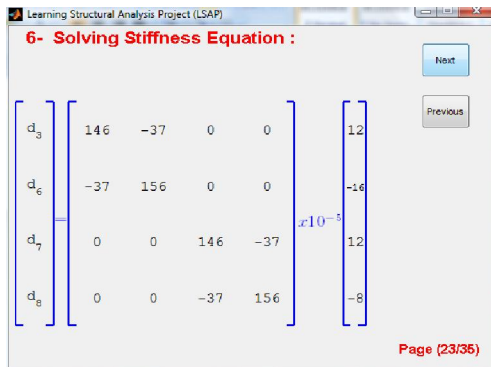 Learning Structural Analysis Project (LSAP)
6- Solving Stiffness Equation :
Next
Previous
d₃ 146 -37 0 0 12
d₆ -37 156 0 0 -16
= x10⁻⁵
d₇ 0 0 146 -37 12
d₈ 0 0 -37 156 -8
Page (23/35)